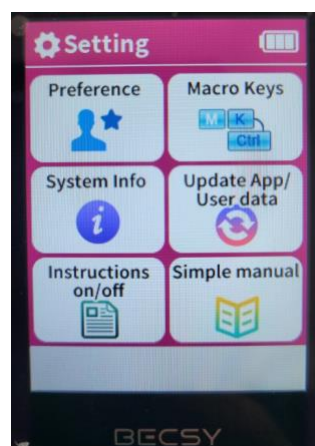 Setting
Preference
Macro Keys
M
K
Ctrl
System Info
Update App/
User data
i
Instructions
on/off
Simple manual
BECSY